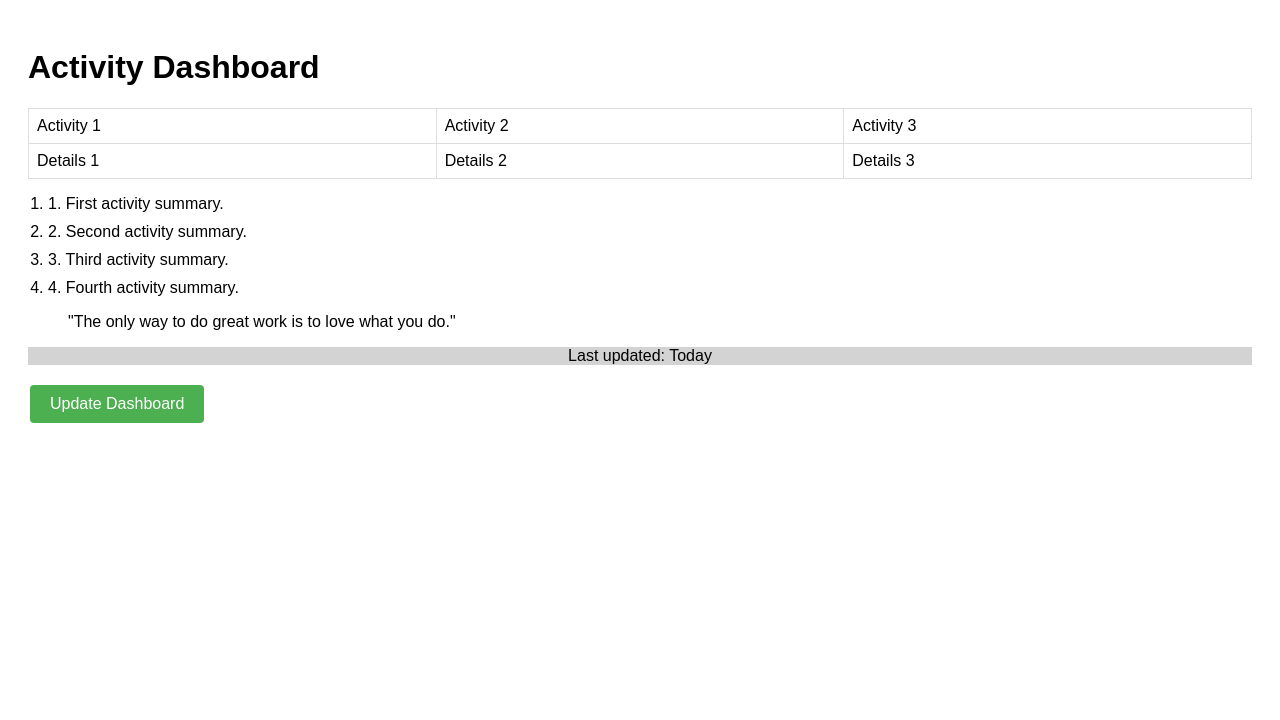 Activity Dashboard
Activity 1 Activity 2 Activity 3
Details 1 Details 2 Details 3
1. 1. First activity summary.
2. 2. Second activity summary.
3. 3. Third activity summary.
4. 4. Fourth activity summary.
"The only way to do great work is to love what you do."
Last updated: Today
Update Dashboard